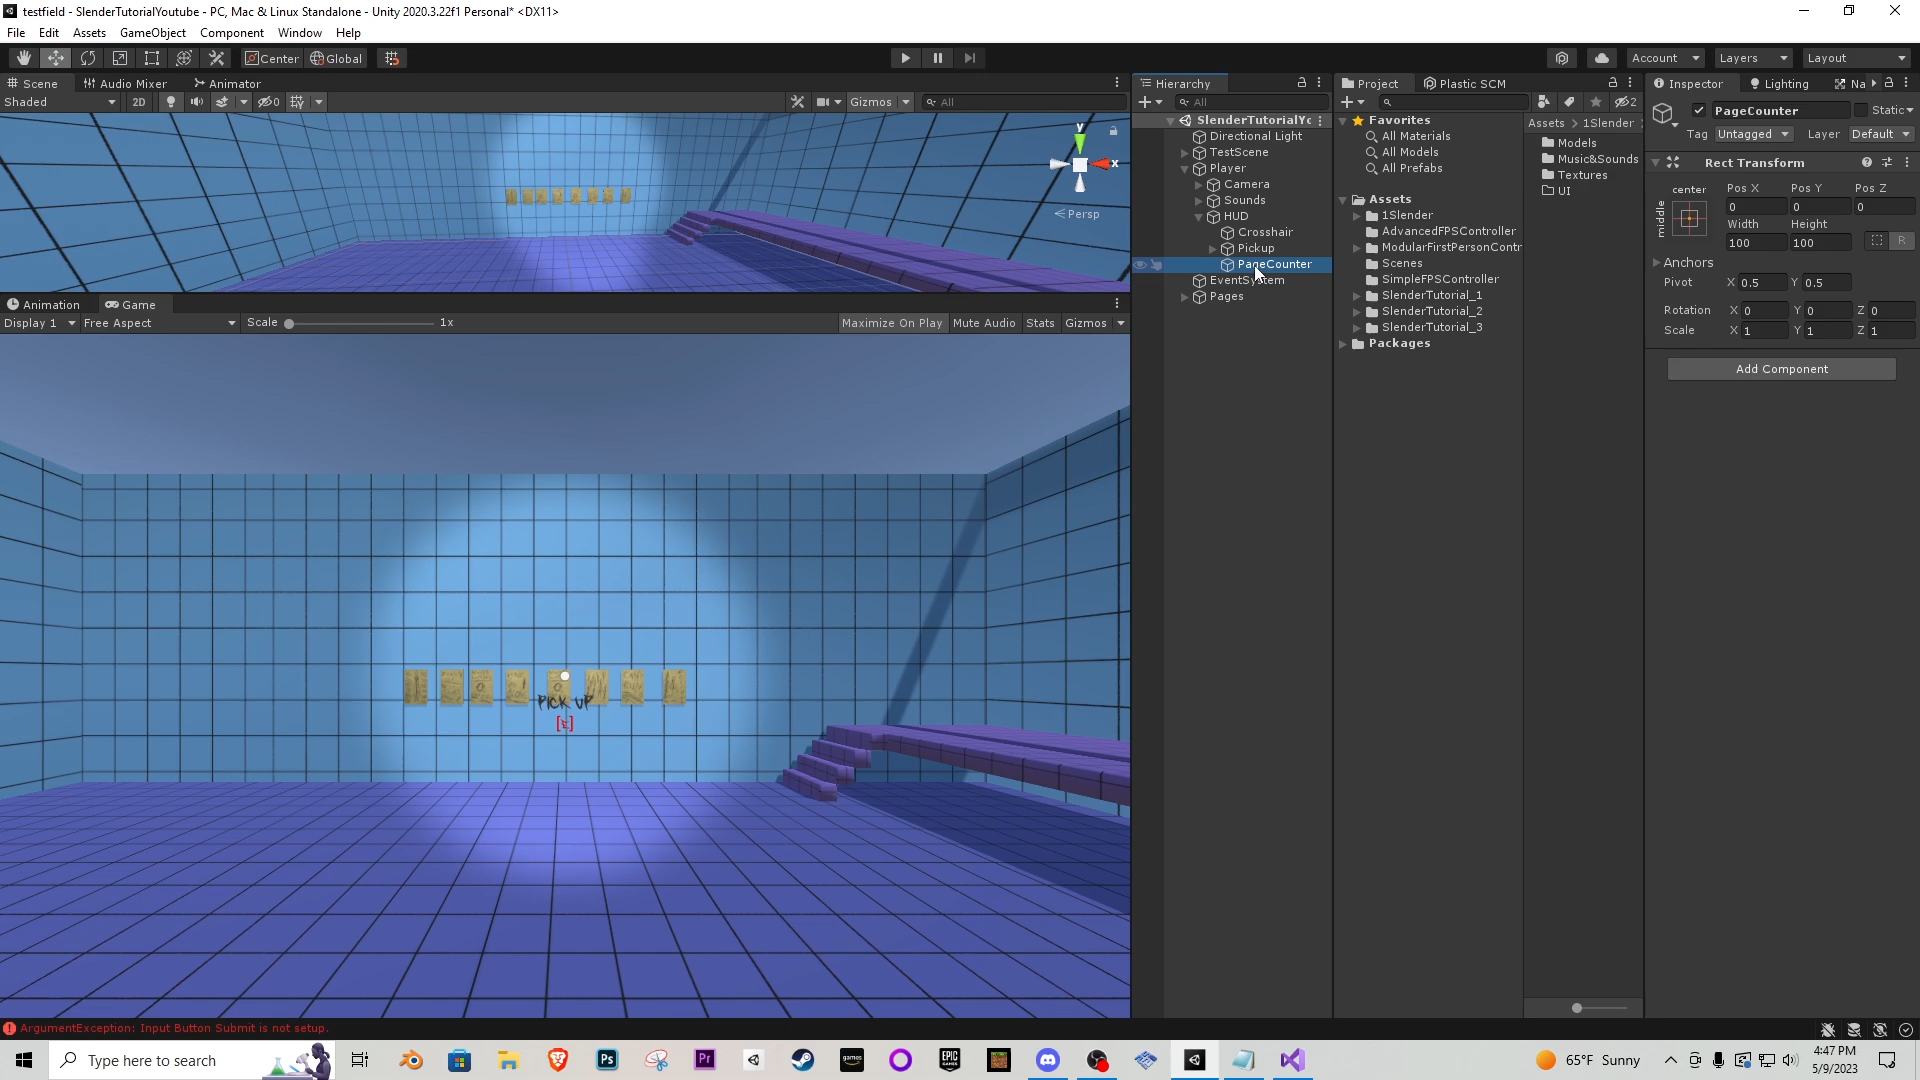 testfield - SlenderTutorialYoutube - PC, Mac & Linux Standalone - Unity 2020.3.22f1 Personal* <DX11>
File Edit Assets GameObject Component Window Help
Center Global Account Layers Layout
Scene Audio Mixer Animator
Shaded 2D 0 Gizmos All
y
x
Persp
Animation Game
Display 1 Free Aspect Scale 1x Maximize On Play Mute Audio Stats Gizmos
PICK UP
[E]
Hierarchy
All
SlenderTutorialYo
Directional Light
TestScene
Player
Camera
Sounds
HUD
Crosshair
Pickup
PageCounter
EventSystem
Pages
Project Plastic SCM
2
Favorites
All Materials
All Models
All Prefabs
Assets
1Slender
AdvancedFPSController
ModularFirstPersonContr
Scenes
SimpleFPSController
SlenderTutorial_1
SlenderTutorial_2
SlenderTutorial_3
Packages
Assets > 1Slender
Models
Music&Sounds
Textures
UI
Inspector Lighting Na
PageCounter Static
Tag Untagged Layer Default
Rect Transform
center Pos X Pos Y Pos Z
middle 0 0 0
Width Height
100 100 R
Anchors
Pivot X 0.5 Y 0.5
Rotation X 0 Y 0 Z 0
Scale X 1 Y 1 Z 1
Add Component
ArgumentException: Input Button Submit is not setup.
Type here to search
65°F Sunny
4:47 PM
5/9/2023